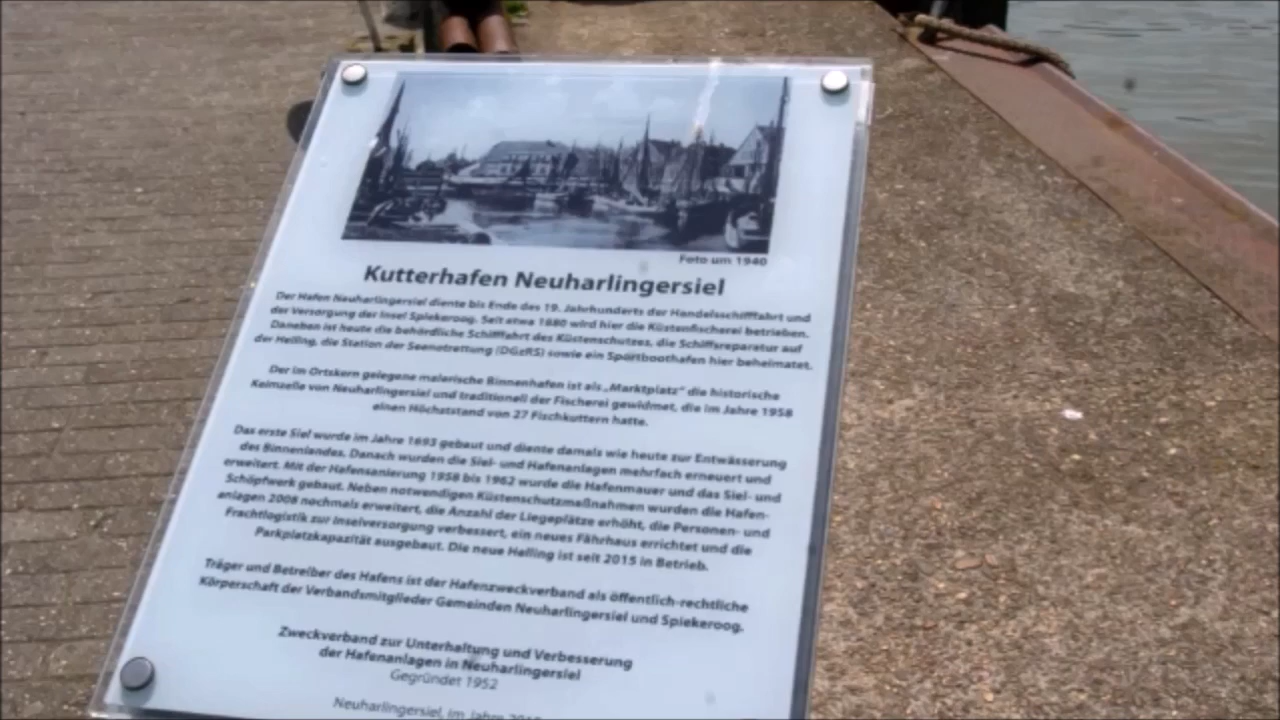 Foto um 1940
Kutterhafen Neuharlingersiel
Der Hafen Neuharlingersiel diente bis Ende des 19. Jahrhunderts der Handelsschifffahrt und
der Versorgung der Insel Spiekeroog. Seit etwa 1880 wird hier die Küstenfischerei betrieben.
Daneben ist heute die behördliche Schifffahrt des Küstenschutzes, die Schiffsreparatur auf
der Helling, die Station der Seenotrettung (DGzRS) sowie ein Sportboothafen hier beheimatet.
Der im Ortskern gelegene malerische Binnenhafen ist als „Marktplatz“ die historische
Keimzelle von Neuharlingersiel und traditionell der Fischerei gewidmet, die im Jahre 1958
einen Höchststand von 27 Fischkuttern hatte.
Das erste Siel wurde im Jahre 1693 gebaut und diente damals wie heute zur Entwässerung
des Binnenlandes. Danach wurden die Siel- und Hafenanlagen mehrfach erneuert und
erweitert. Mit der Hafensanierung 1958 bis 1962 wurde die Hafenmauer und das Siel- und
Schöpfwerk gebaut. Neben notwendigen Küstenschutzmaßnahmen wurden die Hafen-
anlagen 2008 nochmals erweitert, die Anzahl der Liegeplätze erhöht, die Personen- und
Frachtlogistik zur Inselversorgung verbessert, ein neues Fährhaus errichtet und die
Parkplatzkapazität ausgebaut. Die neue Helling ist seit 2015 in Betrieb.
Träger und Betreiber des Hafens ist der Hafenzweckverband als öffentlich-rechtliche
Körperschaft der Verbandsmitglieder Gemeinden Neuharlingersiel und Spiekeroog.
Zweckverband zur Unterhaltung und Verbesserung
der Hafenanlagen in Neuharlingersiel
Gegründet 1952
Neuharlingersiel, im Jahre